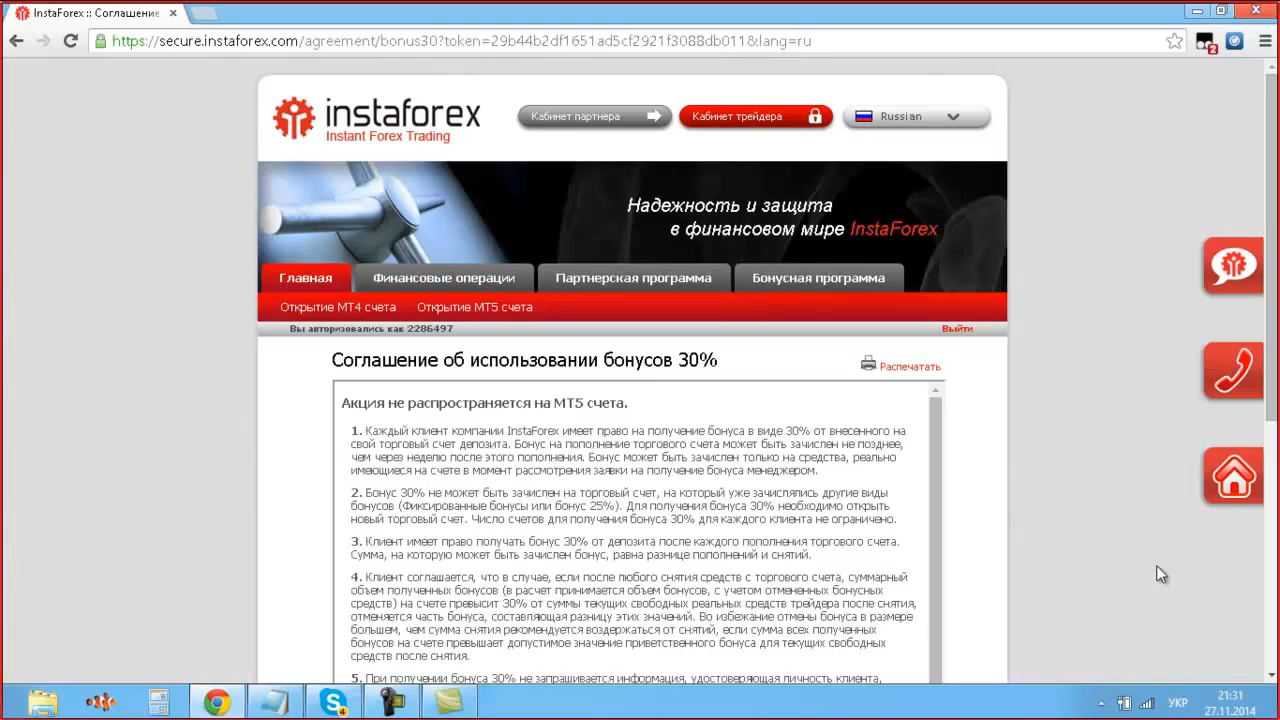 InstaForex :: Соглашение
https://secure.instaforex.com/agreement/bonus30?token=29b44b2df1651ad5cf2921f3088db011&lang=ru
2
instaforex
Instant Forex Trading
Кабинет партнера
Кабинет трейдера
Russian
Надежность и защита
в финансовом мире InstaForex
Главная
Финансовые операции
Партнерская программа
Бонусная программа
Открытие МТ4 счета
Открытие МТ5 счета
Вы авторизовались как 2286497
Выйти
Соглашение об использовании бонусов 30%
Распечатать
Акция не распространяется на МТ5 счета.
1. Каждый клиент компании InstaForex имеет право на получение бонуса в виде 30% от внесенного на
свой торговый счет депозита. Бонус на пополнение торгового счета может быть зачислен не позднее,
чем через неделю после этого пополнения. Бонус может быть зачислен только на средства, реально
имеющиеся на счете в момент рассмотрения заявки на получение бонуса менеджером.
2. Бонус 30% не может быть зачислен на торговый счет, на который уже зачислялись другие виды
бонусов (Фиксированные бонусы или бонус 25%). Для получения бонуса 30% необходимо открыть
новый торговый счет. Число счетов для получения бонуса 30% для каждого клиента не ограничено.
3. Клиент имеет право получать бонус 30% от депозита после каждого пополнения торгового счета.
Сумма, на которую может быть зачислен бонус, равна разнице пополнений и снятий.
4. Клиент соглашается, что в случае, если после любого снятия средств с торгового счета, суммарный
объем полученных бонусов (в расчет принимается объем бонусов, с учетом отмененных бонусных
средств) на счете превысит 30% от суммы текущих свободных реальных средств трейдера после снятия,
отменяется часть бонуса, составляющая разницу этих значений. Во избежание отмены бонуса в размере
большем, чем сумма снятия рекомендуется воздержаться от снятий, если сумма всех полученных
бонусов на счете превышает допустимое значение приветственного бонуса для текущих свободных
средств после снятия.
5. При получении бонуса 30% не запрашивается информация, удостоверяющая личность клиента,
4
УКР
21:31
27.11.2014